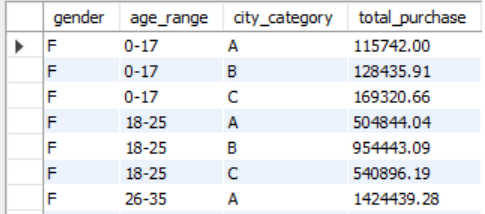 gender age_range city_category total_purchase
F 0-17 A 115742.00
F 0-17 B 128435.91
F 0-17 C 169320.66
F 18-25 A 504844.04
F 18-25 B 954443.09
F 18-25 C 540896.19
F 26-35 A 1424439.28